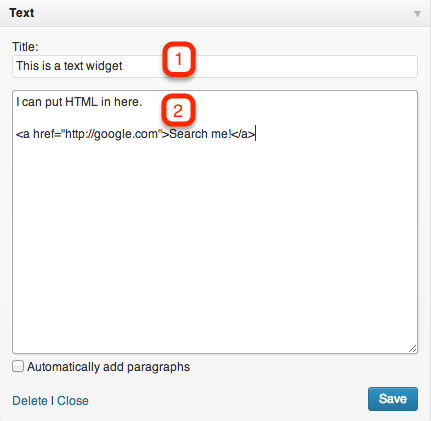 Text
Title:
This is a text widget
1
I can put HTML in here.
2
<a href="http://google.com">Search me!</a>
Automatically add paragraphs
Delete | Close
Save